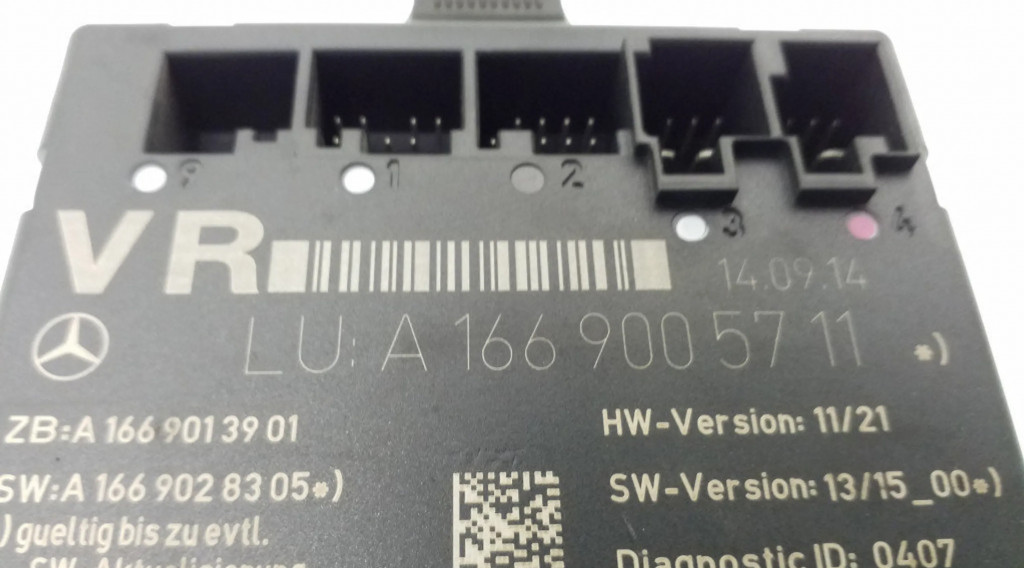 1 2
3 4
VR
14.09.14
LU: A 166 900 57 11 *)
ZB:A 166 901 39 01
HW-Version: 11/21
SW:A 166 902 83 05*)
SW-Version: 13/15_00*)
) gueltig bis zu evtl.
SW-Aktualisierung
Diagnostic ID: 0407